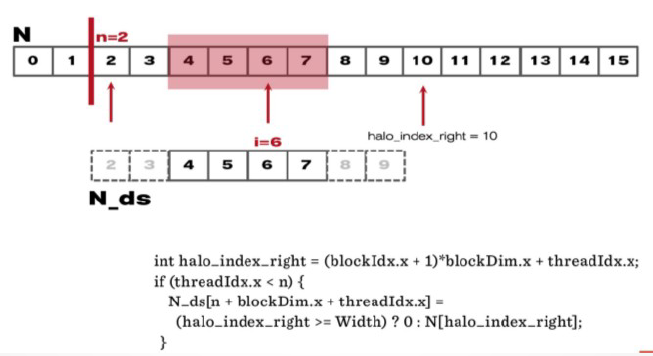 N
n=2
0 1 2 3 4 5 6 7 8 9 10 11 12 13 14 15
halo_index_right = 10
i=6
2 3 4 5 6 7 8 9
N_ds
int halo_index_right = (blockIdx.x + 1)*blockDim.x + threadIdx.x;
if (threadIdx.x < n) {
N_ds[n + blockDim.x + threadIdx.x] =
(halo_index_right >= Width) ? 0 : N[halo_index_right];
}